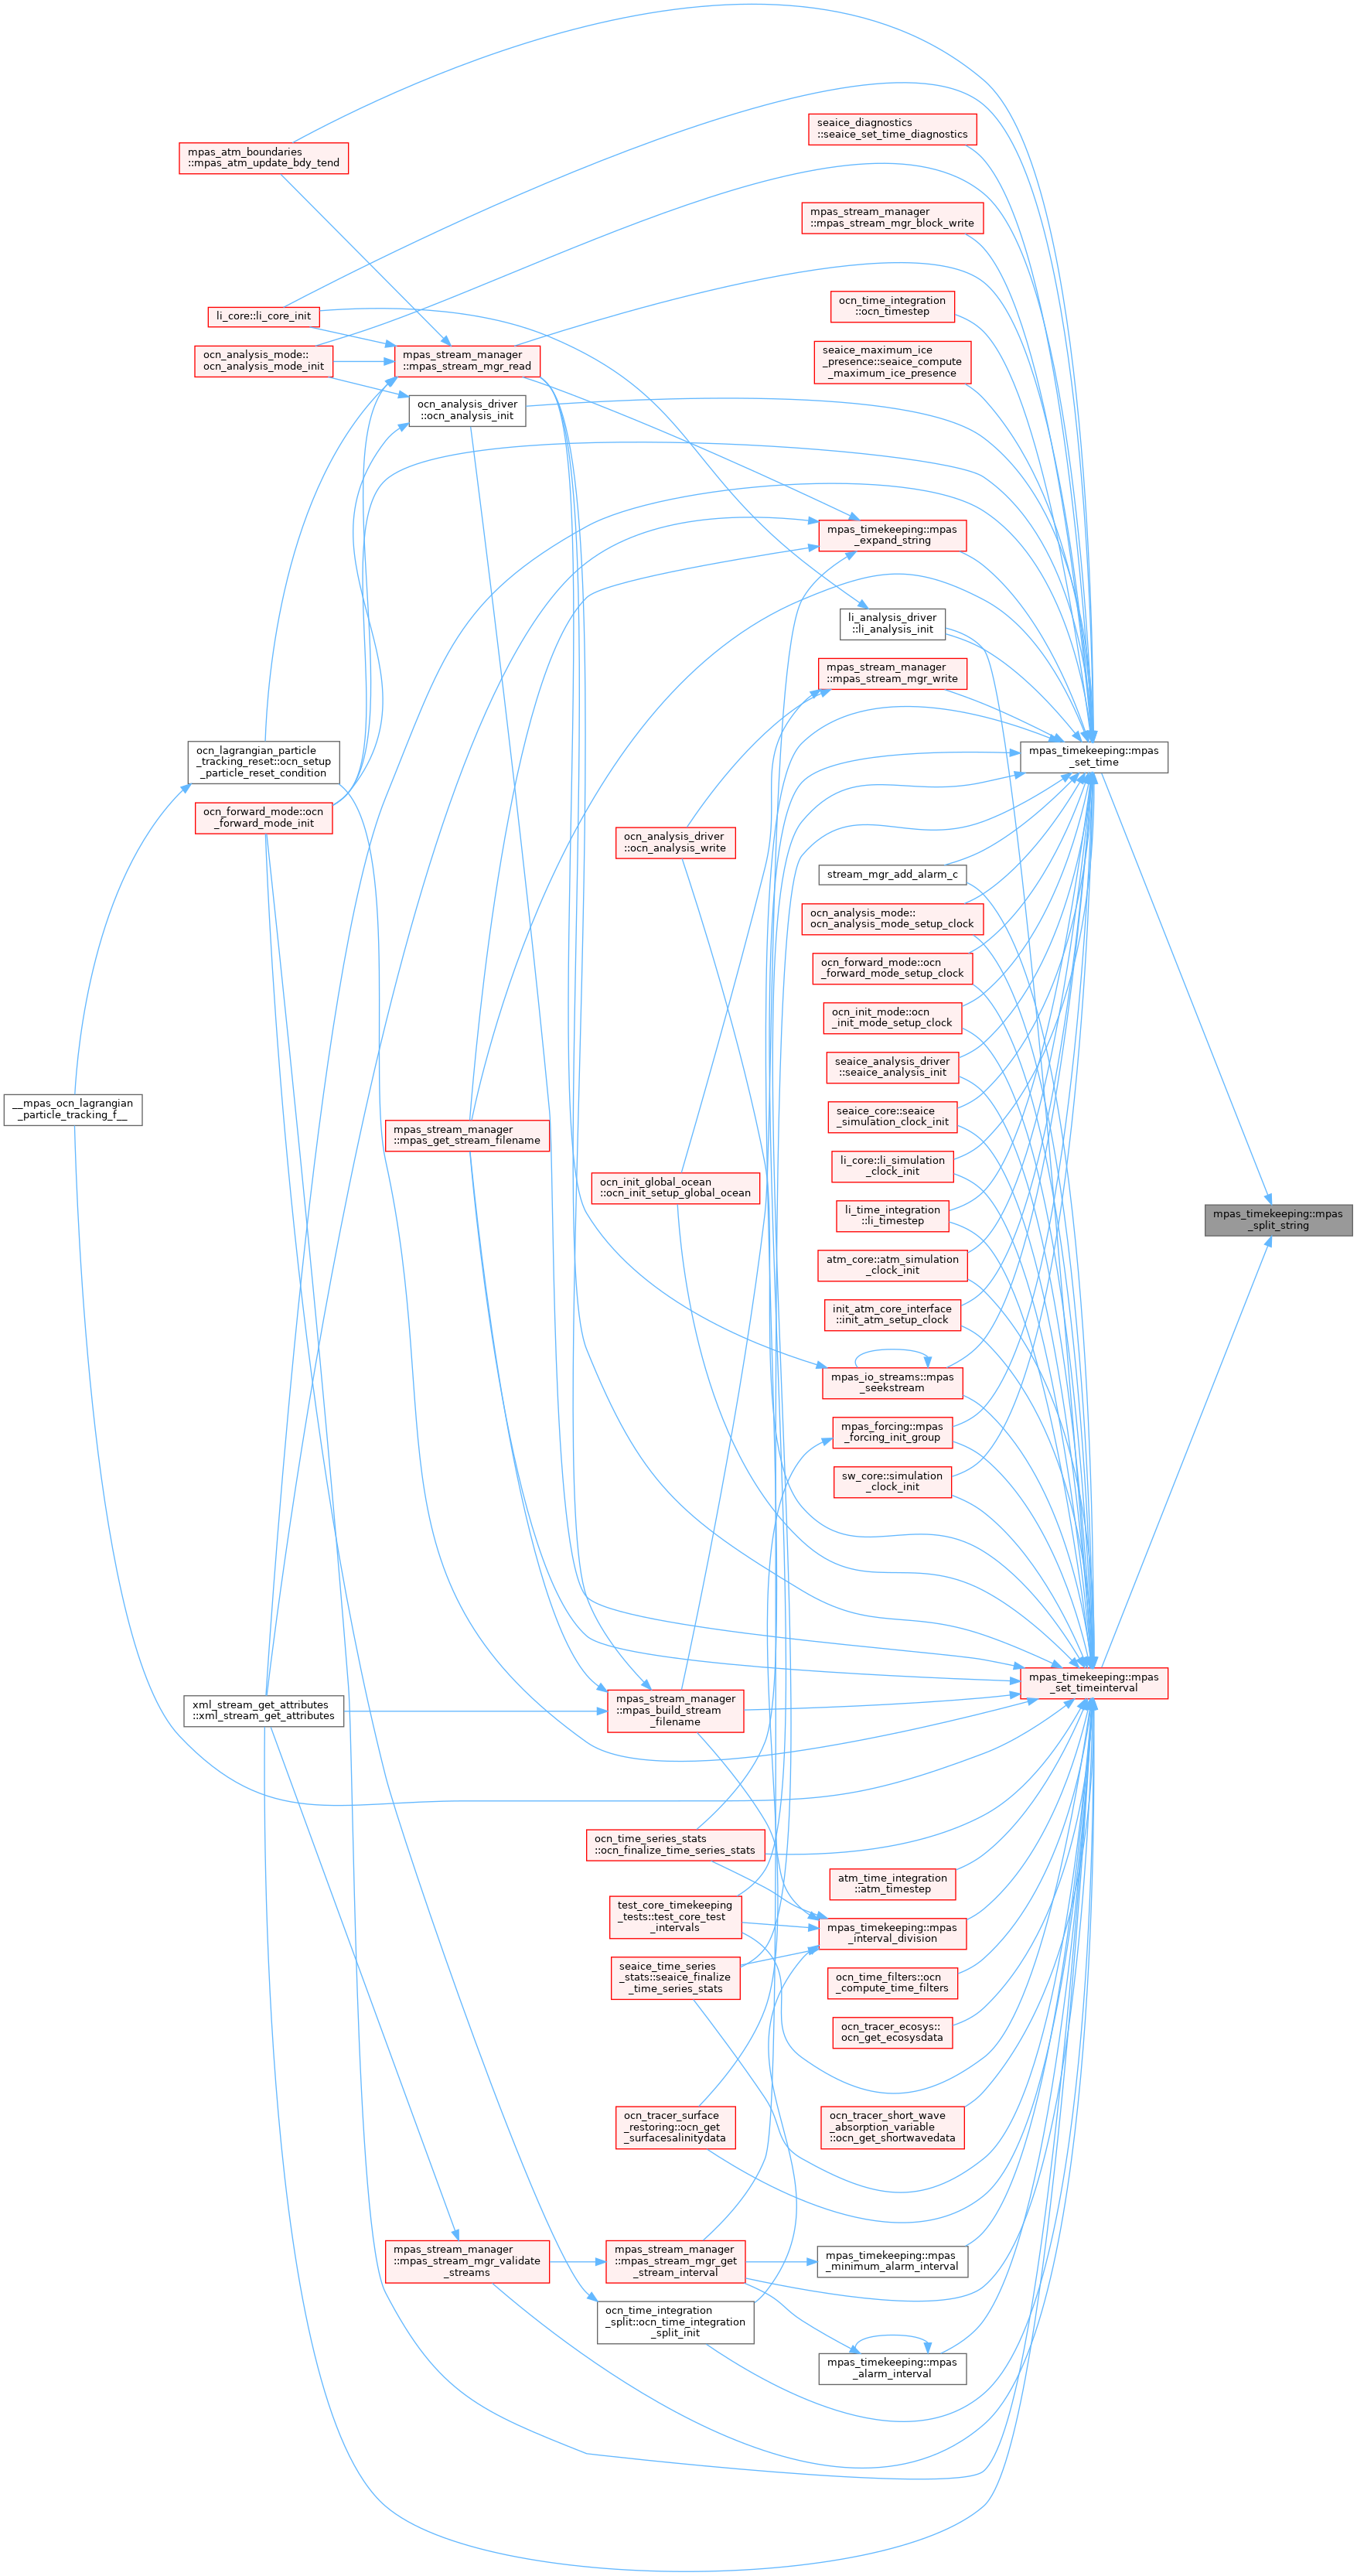 seaice_diagnostics
::seaice_set_time_diagnostics
mpas_atm_boundaries
::mpas_atm_update_bdy_tend
mpas_stream_manager
::mpas_stream_mgr_block_write
ocn_time_integration
::ocn_timestep
li_core::li_core_init
seaice_maximum_ice
_presence::seaice_compute
_maximum_ice_presence
ocn_analysis_mode::
ocn_analysis_mode_init
mpas_stream_manager
::mpas_stream_mgr_read
ocn_analysis_driver
::ocn_analysis_init
mpas_timekeeping::mpas
_expand_string
li_analysis_driver
::li_analysis_init
mpas_stream_manager
::mpas_stream_mgr_write
ocn_lagrangian_particle
_tracking_reset::ocn_setup
_particle_reset_condition
mpas_timekeeping::mpas
_set_time
ocn_forward_mode::ocn
_forward_mode_init
ocn_analysis_driver
::ocn_analysis_write
stream_mgr_add_alarm_c
ocn_analysis_mode::
ocn_analysis_mode_setup_clock
ocn_forward_mode::ocn
_forward_mode_setup_clock
ocn_init_mode::ocn
_init_mode_setup_clock
seaice_analysis_driver
::seaice_analysis_init
__mpas_ocn_lagrangian
_particle_tracking_f__
seaice_core::seaice
_simulation_clock_init
mpas_stream_manager
::mpas_get_stream_filename
li_core::li_simulation
_clock_init
ocn_init_global_ocean
::ocn_init_setup_global_ocean
li_time_integration
::li_timestep
mpas_timekeeping::mpas
_split_string
atm_core::atm_simulation
_clock_init
init_atm_core_interface
::init_atm_setup_clock
mpas_io_streams::mpas
_seekstream
mpas_forcing::mpas
_forcing_init_group
sw_core::simulation
_clock_init
mpas_timekeeping::mpas
_set_timeinterval
xml_stream_get_attributes
::xml_stream_get_attributes
mpas_stream_manager
::mpas_build_stream
_filename
ocn_time_series_stats
::ocn_finalize_time_series_stats
atm_time_integration
::atm_timestep
test_core_timekeeping
_tests::test_core_test
_intervals
mpas_timekeeping::mpas
_interval_division
seaice_time_series
_stats::seaice_finalize
_time_series_stats
ocn_time_filters::ocn
_compute_time_filters
ocn_tracer_ecosys::
ocn_get_ecosysdata
ocn_tracer_surface
_restoring::ocn_get
_surfacesalinitydata
ocn_tracer_short_wave
_absorption_variable
::ocn_get_shortwavedata
mpas_stream_manager
::mpas_stream_mgr_validate
_streams
mpas_stream_manager
::mpas_stream_mgr_get
_stream_interval
mpas_timekeeping::mpas
_minimum_alarm_interval
ocn_time_integration
_split::ocn_time_integration
_split_init
mpas_timekeeping::mpas
_alarm_interval